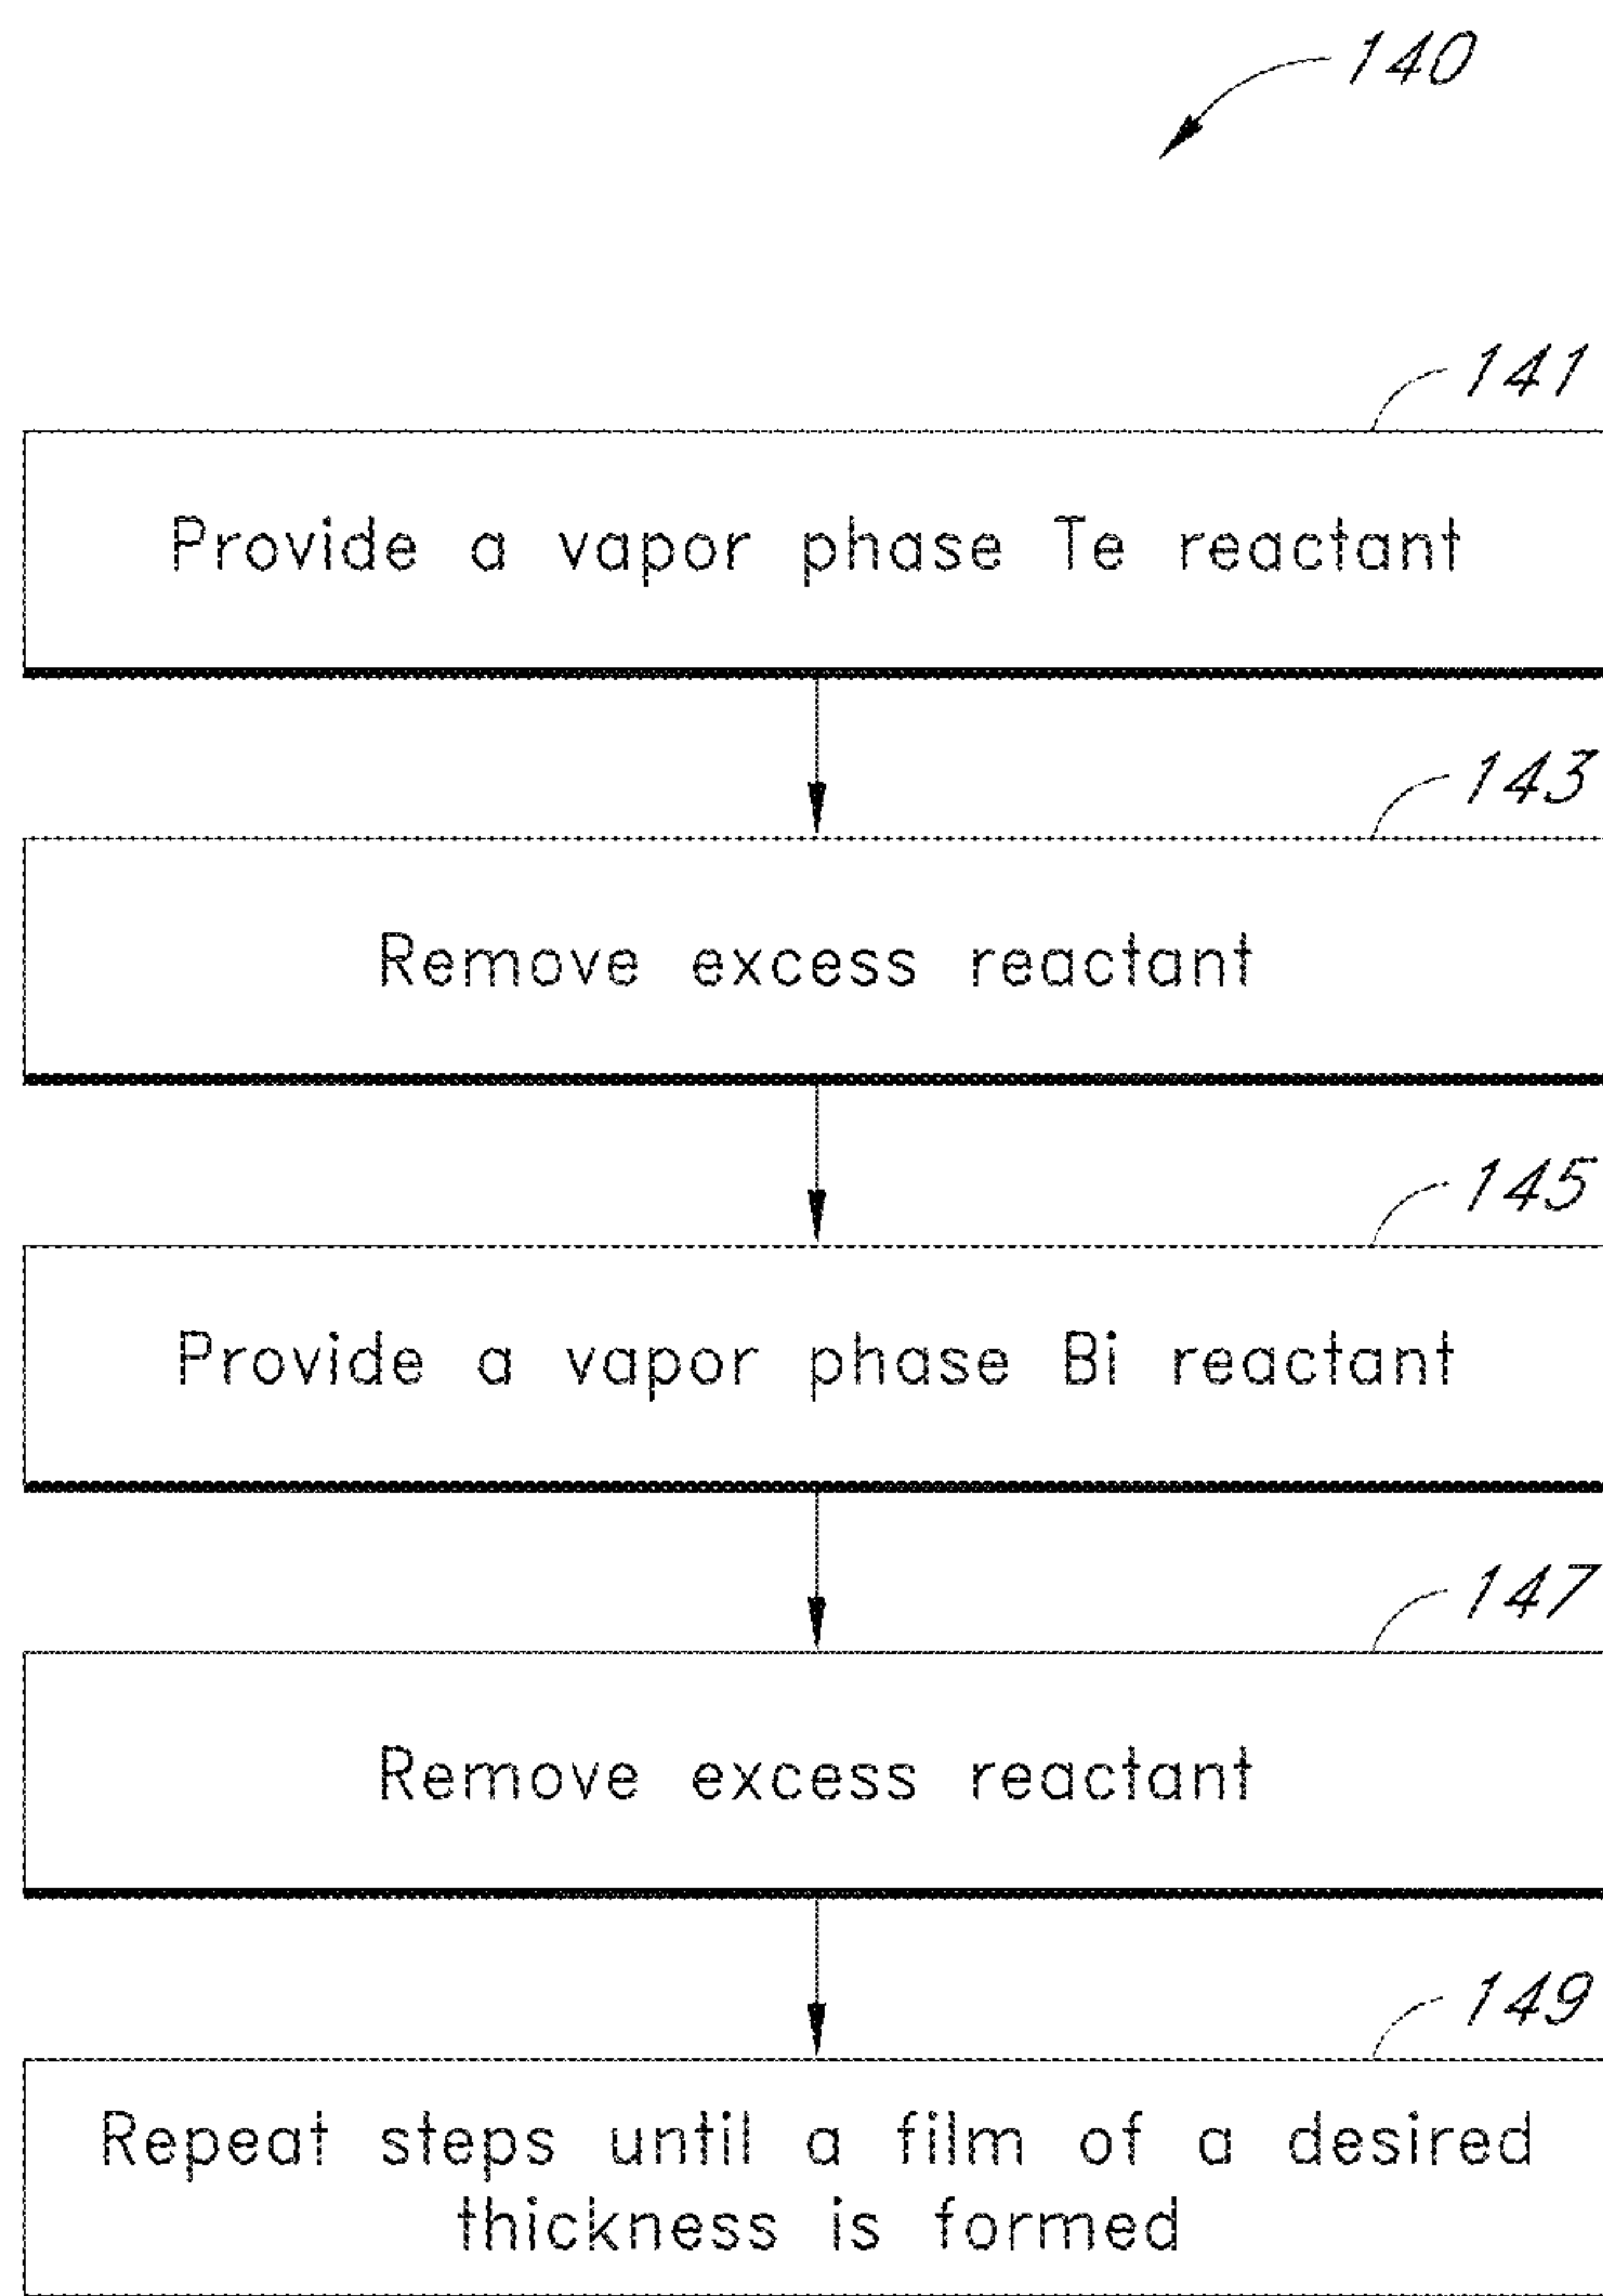 140
141
Provide a vapor phase Te reactant
143
Remove excess reactant
145
Provide a vapor phase Bi reactant
147
Remove excess reactant
149
Repeat steps until a film of a desired
thickness is formed